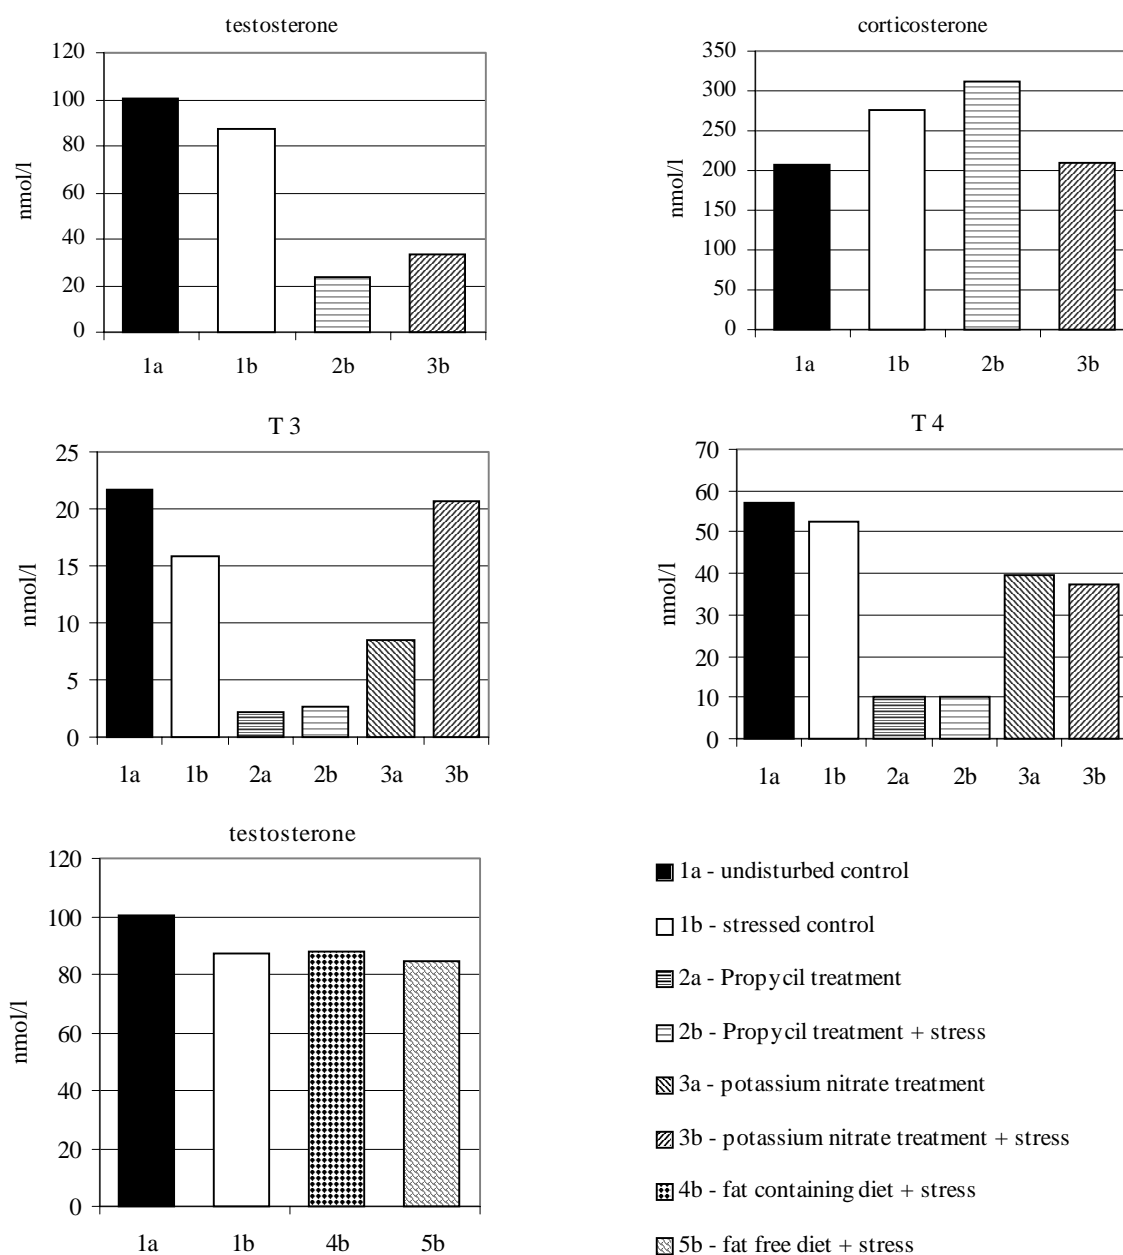 testosterone
120
100
80
60
40
20
0
nmol/l
1a 1b 2b 3b
corticosterone
350
300
250
200
150
100
50
0
nmol/l
1a 1b 2b 3b
T 3
25
20
15
10
5
0
nmol/l
1a 1b 2a 2b 3a 3b
T 4
70
60
50
40
30
20
10
0
nmol/l
1a 1b 2a 2b 3a 3b
testosterone
120
100
80
60
40
20
0
nmol/l
1a 1b 4b 5b
1a - undisturbed control
1b - stressed control
2a - Propycil treatment
2b - Propycil treatment + stress
3a - potassium nitrate treatment
3b - potassium nitrate treatment + stress
4b - fat containing diet + stress
5b - fat free diet + stress